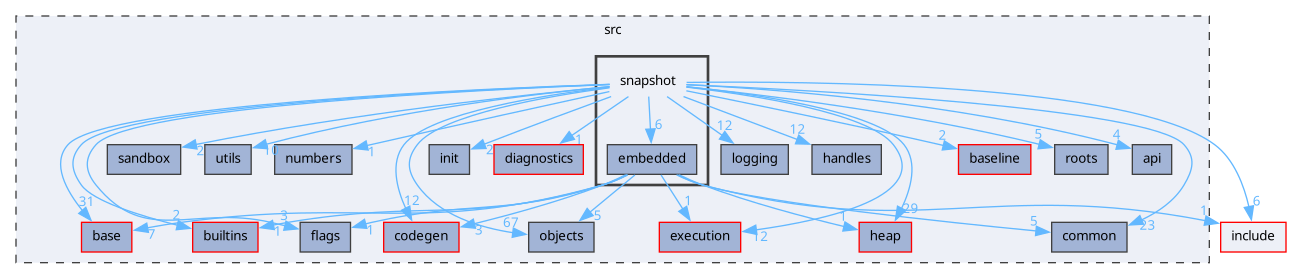 src
snapshot
6
12
12
2
5
4
2
10
1
2
1
sandbox
utils
numbers
init
diagnostics
embedded
logging
handles
baseline
roots
api
31
2
3
12
67
5
1
1
29
5
23
1
6
7
1
1
3
12
base
builtins
flags
codegen
objects
execution
heap
common
include